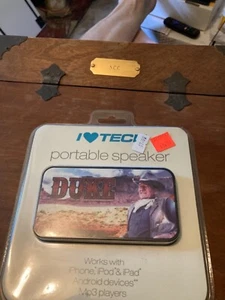 I♥TECH
portable speaker
DUKE
Works with
iPhone, iPod & iPad
Android devices
Mp3 players